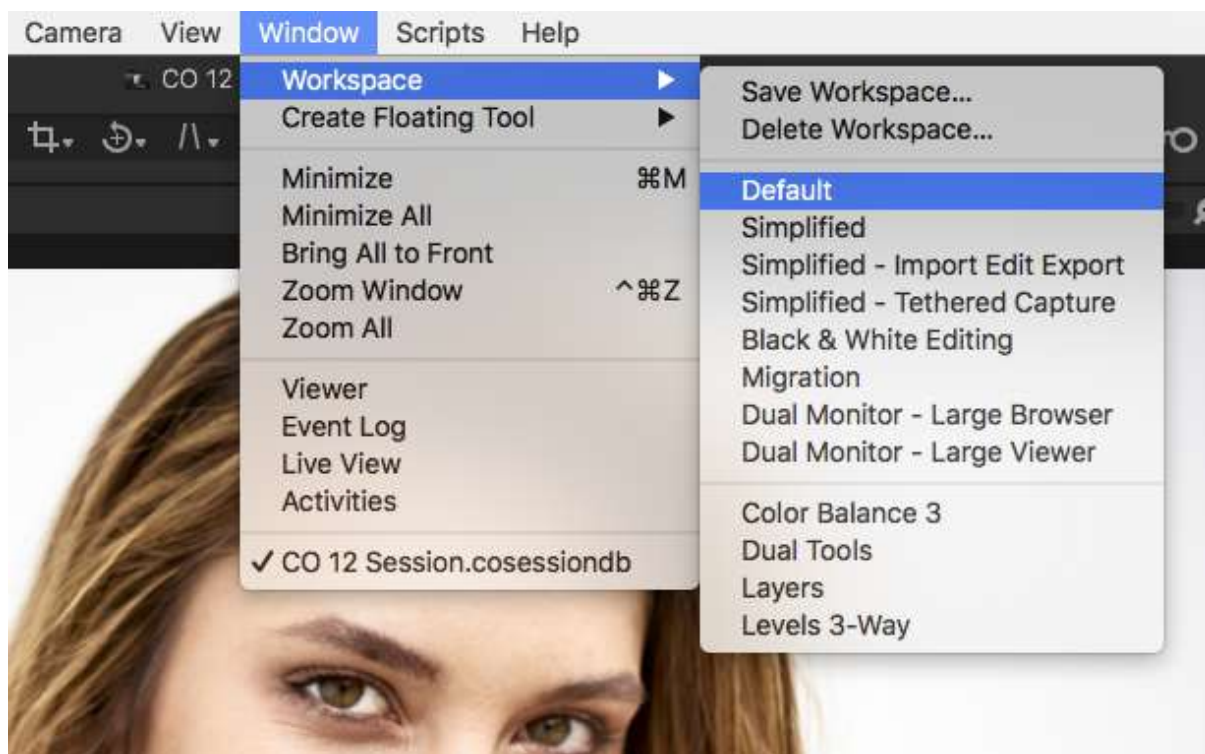 Camera View Window Scripts Help
CO 12
Workspace ▶
Create Floating Tool ▶
Minimize ⌘M
Minimize All
Bring All to Front
Zoom Window ^⌘Z
Zoom All
Viewer
Event Log
Live View
Activities
✓ CO 12 Session.cosessiondb
Save Workspace...
Delete Workspace...
Default
Simplified
Simplified - Import Edit Export
Simplified - Tethered Capture
Black & White Editing
Migration
Dual Monitor - Large Browser
Dual Monitor - Large Viewer
Color Balance 3
Dual Tools
Layers
Levels 3-Way